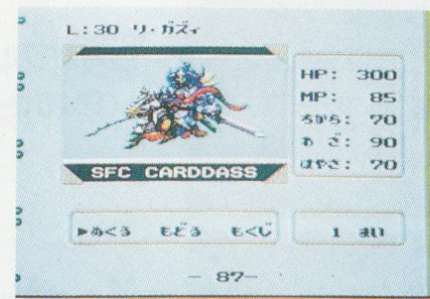 L:30 リ・ガズィ
HP: 300
MP: 85
ちから: 70
わざ: 90
はやさ: 70
SFC CARDDASS
▶めくる もどる もくじ
1 まい
— 87—